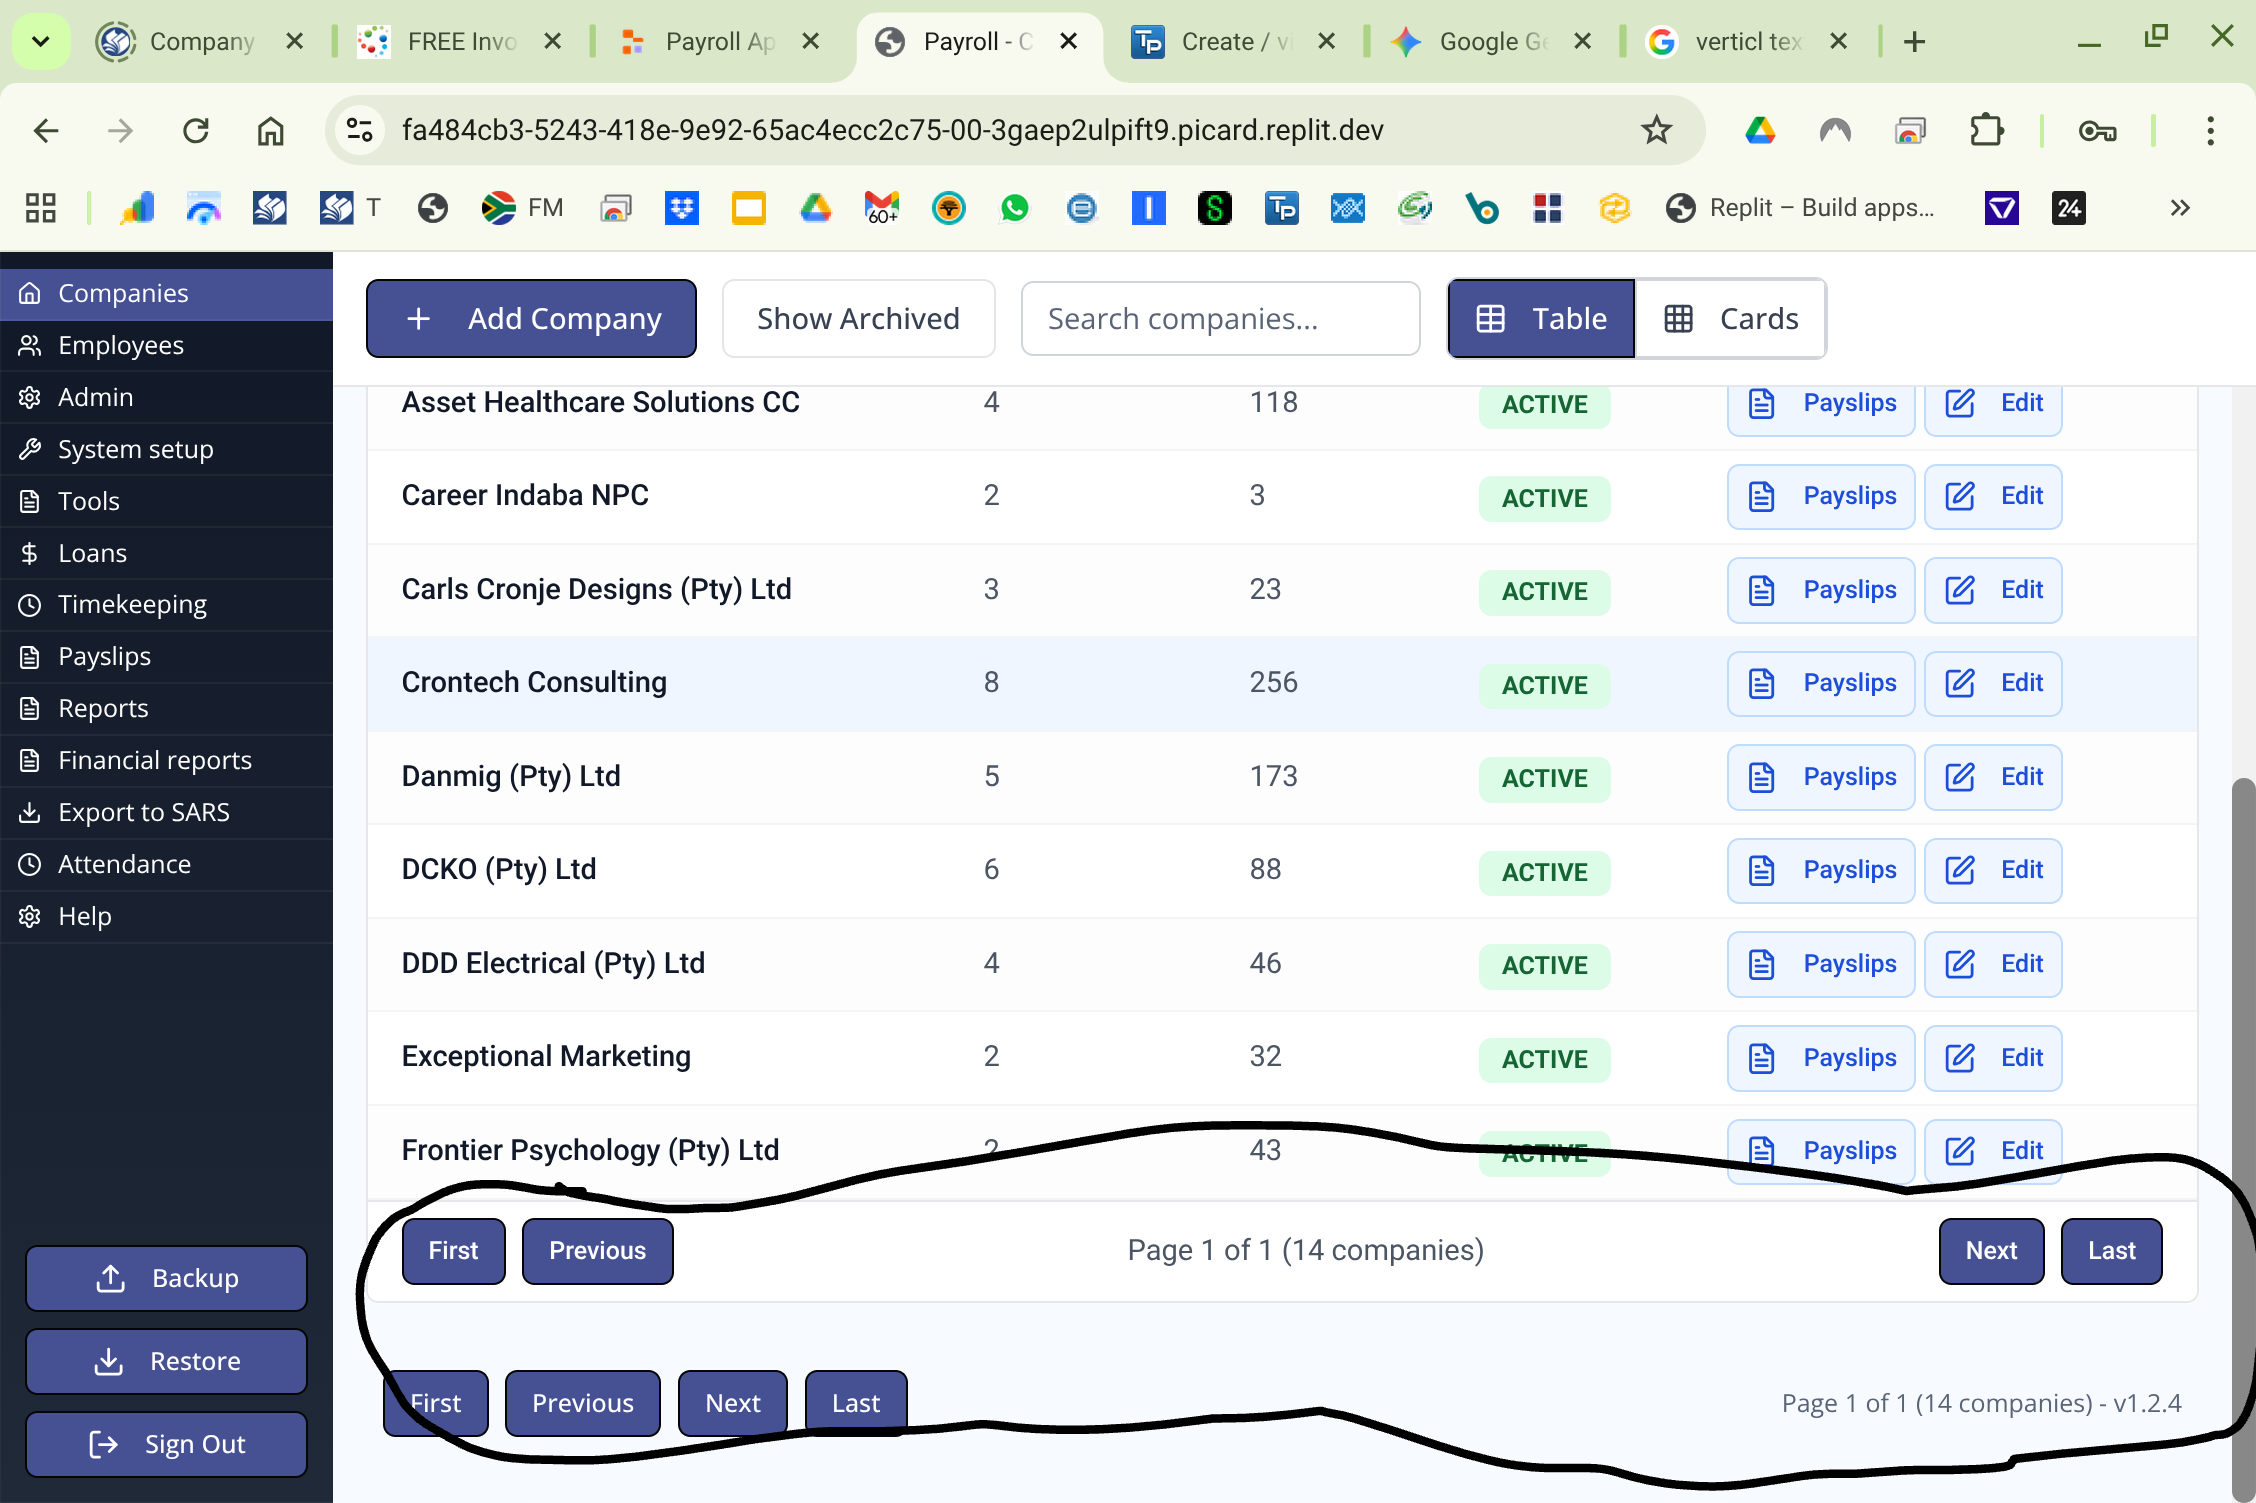 Company
FREE Invo
Payroll Ap
Payroll - C
Create / vi
Google Ge
verticl tex
fa484cb3-5243-418e-9e92-65ac4ecc2c75-00-3gaep2ulpift9.picard.replit.dev
T
FM
60+
Replit – Build apps...
24
Companies
Employees
Admin
System setup
Tools
Loans
Timekeeping
Payslips
Reports
Financial reports
Export to SARS
Attendance
Help
Backup
Restore
Sign Out
+ Add Company
Show Archived
Search companies...
Table
Cards
Asset Healthcare Solutions CC 4 118 ACTIVE Payslips Edit
Career Indaba NPC 2 3 ACTIVE Payslips Edit
Carls Cronje Designs (Pty) Ltd 3 23 ACTIVE Payslips Edit
Crontech Consulting 8 256 ACTIVE Payslips Edit
Danmig (Pty) Ltd 5 173 ACTIVE Payslips Edit
DCKO (Pty) Ltd 6 88 ACTIVE Payslips Edit
DDD Electrical (Pty) Ltd 4 46 ACTIVE Payslips Edit
Exceptional Marketing 2 32 ACTIVE Payslips Edit
Frontier Psychology (Pty) Ltd 2 43 ACTIVE Payslips Edit
First Previous Page 1 of 1 (14 companies) Next Last
First Previous Next Last Page 1 of 1 (14 companies) - v1.2.4